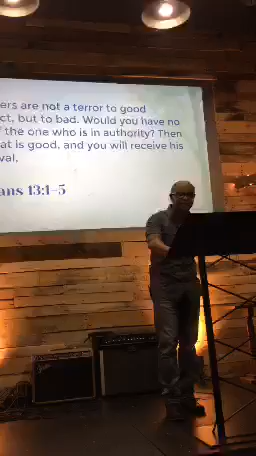 ers are not a terror to good
ct, but to bad. Would you have no
the one who is in authority? Then
at is good, and you will receive his
val,
ans 13:1-5